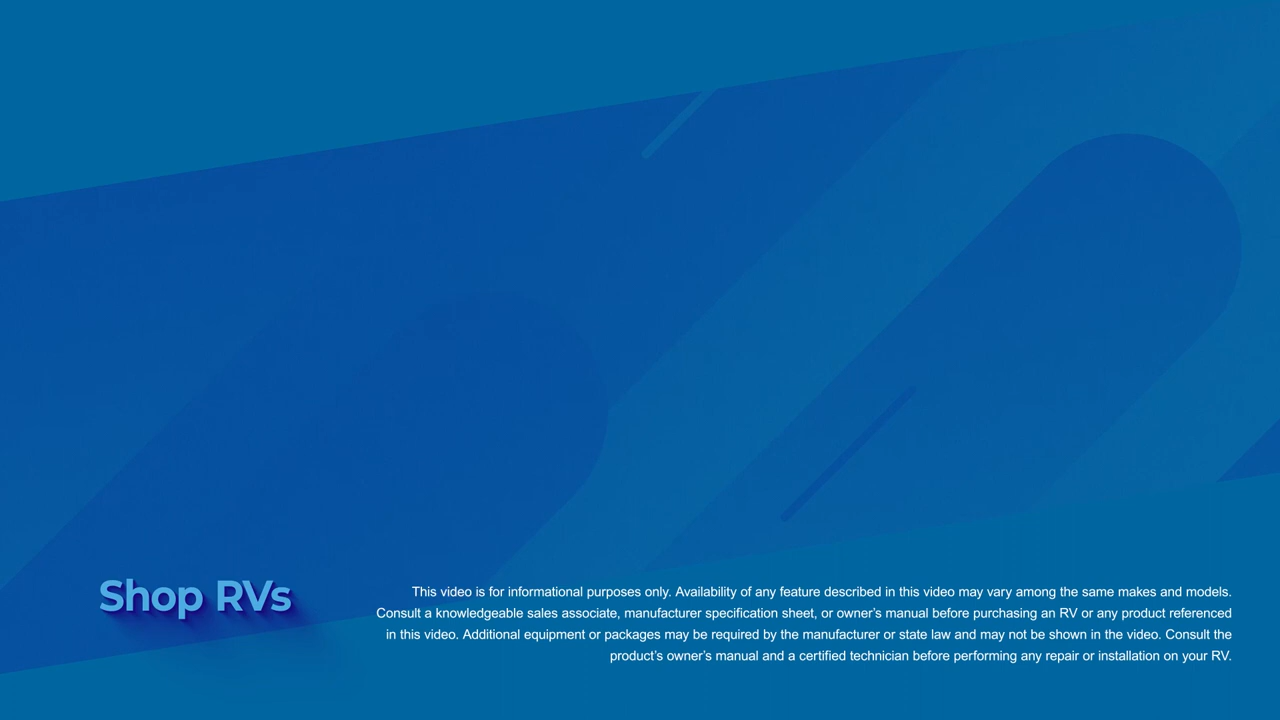 Shop RVs
This video is for informational purposes only. Availability of any feature described in this video may vary among the same makes and models.
Consult a knowledgeable sales associate, manufacturer specification sheet, or owner’s manual before purchasing an RV or any product referenced
in this video. Additional equipment or packages may be required by the manufacturer or state law and may not be shown in the video. Consult the
product’s owner’s manual and a certified technician before performing any repair or installation on your RV.